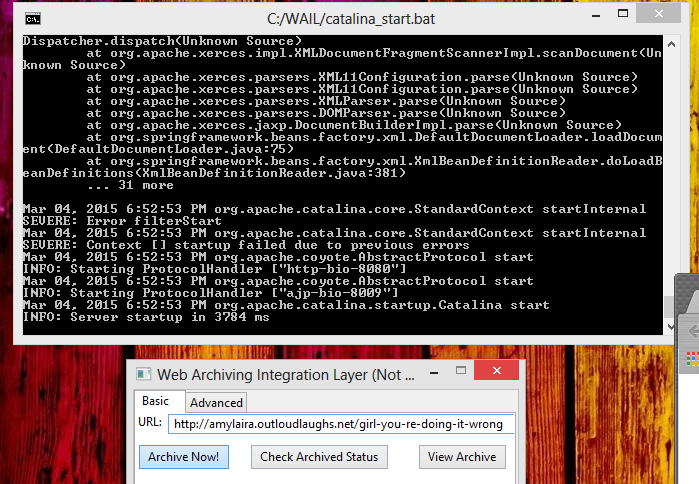 C:/WAIL/catalina_start.bat
Dispatcher.dispatch(Unknown Source)
at org.apache.xerces.impl.XMLDocumentFragmentScannerImpl.scanDocument(Un
known Source)
at org.apache.xerces.parsers.XML11Configuration.parse(Unknown Source)
at org.apache.xerces.parsers.XML11Configuration.parse(Unknown Source)
at org.apache.xerces.parsers.XMLParser.parse(Unknown Source)
at org.apache.xerces.parsers.DOMParser.parse(Unknown Source)
at org.apache.xerces.jaxp.DocumentBuilderImpl.parse(Unknown Source)
at org.springframework.beans.factory.xml.DefaultDocumentLoader.loadDocum
ent(DefaultDocumentLoader.java:75)
at org.springframework.beans.factory.xml.XmlBeanDefinitionReader.doLoadB
eanDefinitions(XmlBeanDefinitionReader.java:381)
... 31 more
Mar 04, 2015 6:52:53 PM org.apache.catalina.core.StandardContext startInternal
SEVERE: Error filterStart
Mar 04, 2015 6:52:53 PM org.apache.catalina.core.StandardContext startInternal
SEVERE: Context [] startup failed due to previous errors
Mar 04, 2015 6:52:53 PM org.apache.coyote.AbstractProtocol start
INFO: Starting ProtocolHandler ["http-bio-8080"]
Mar 04, 2015 6:52:53 PM org.apache.coyote.AbstractProtocol start
INFO: Starting ProtocolHandler ["ajp-bio-8009"]
Mar 04, 2015 6:52:53 PM org.apache.catalina.startup.Catalina start
INFO: Server startup in 3784 ms
Web Archiving Integration Layer (Not ...
Basic Advanced
URL: http://amylaira.outloudlaughs.net/girl-you-re-doing-it-wrong
Archive Now! Check Archived Status View Archive